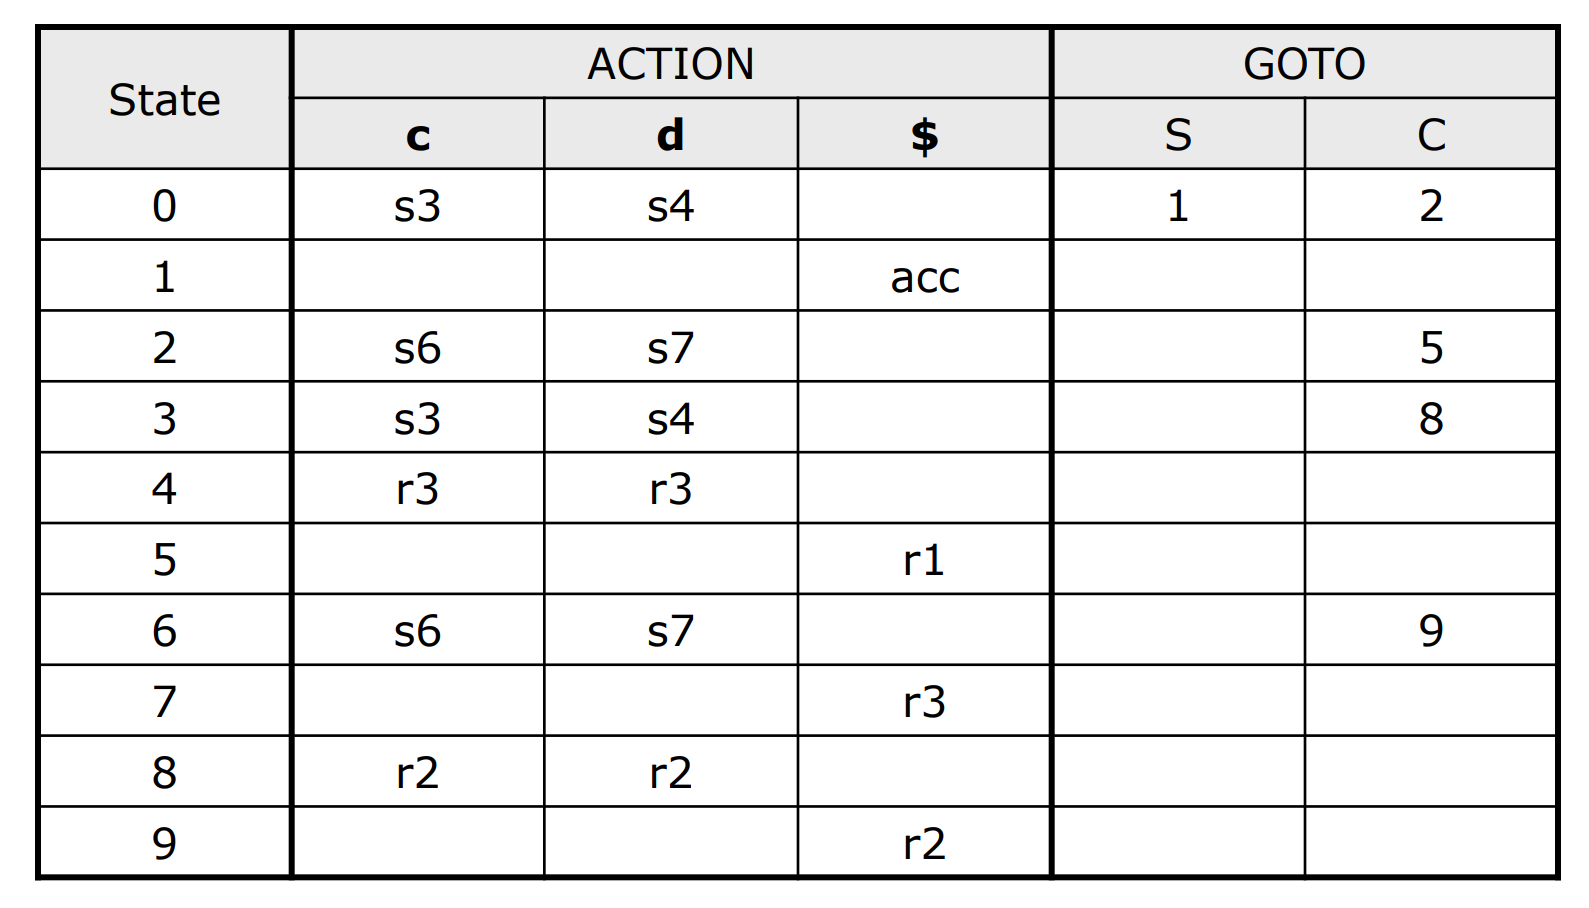 State ACTION GOTO
c d $ S C
0 s3 s4 1 2
1 acc
2 s6 s7 5
3 s3 s4 8
4 r3 r3
5 r1
6 s6 s7 9
7 r3
8 r2 r2
9 r2